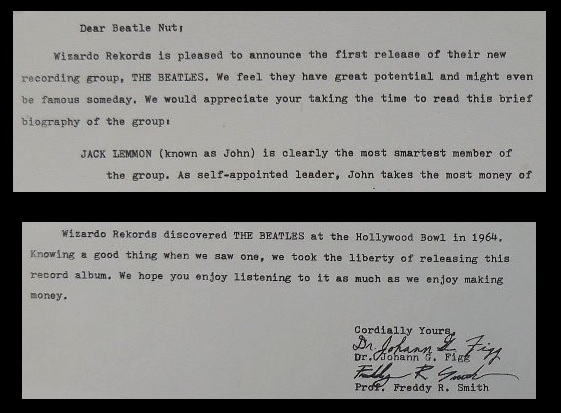 Dear Beatle Nut;
Wizardo Rekords is pleased to announce the first release of their new
recording group, THE BEATLES. We feel they have great potential and might even
be famous someday. We would appreciate your taking the time to read this brief
biography of the group:
JACK LEMMON (known as John) is clearly the most smartest member of
the group. As self-appointed leader, John takes the most money of
Wizardo Rekords discovered THE BEATLES at the Hollywood Bowl in 1964.
Knowing a good thing when we saw one, we took the liberty of releasing this
record album. We hope you enjoy listening to it as much as we enjoy making
money.
Cordially Yours,
Dr. Johann G. Figg
Dr. Johann G. Figg
Freddy R Smith
Prof. Freddy R. Smith